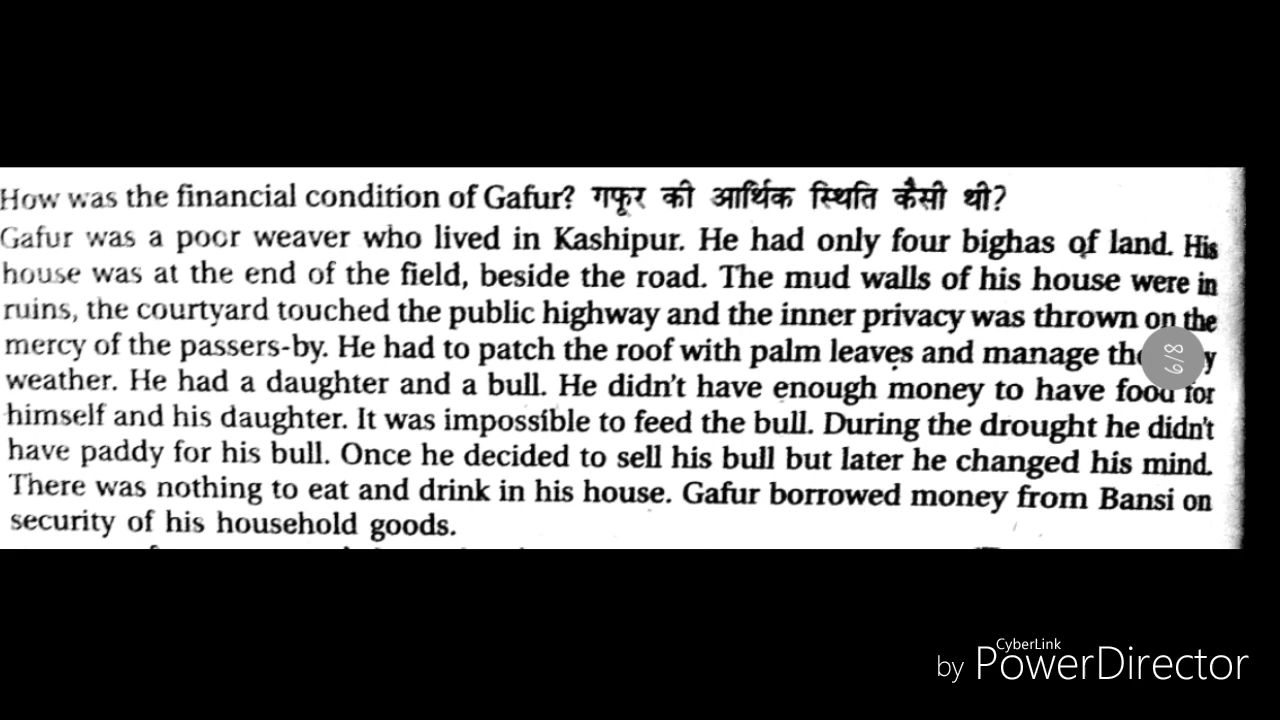 How was the financial condition of Gafur? गफूर की आर्थिक स्थिति कैसी थी?
Gafur was a poor weaver who lived in Kashipur. He had only four bighas of land. His
house was at the end of the field, beside the road. The mud walls of his house were in
ruins, the courtyard touched the public highway and the inner privacy was thrown on the
mercy of the passers-by. He had to patch the roof with palm leaves and manage
weather. He had a daughter and a bull. He didn't have enough money to have food for
himself and his daughter. It was impossible to feed the bull. During the drought he didn't
have paddy for his bull. Once he decided to sell his bull but later he changed his mind.
There was nothing to eat and drink in his house. Gafur borrowed money from Bansi on
security of his household goods.
8/9
CyberLink
by PowerDirector